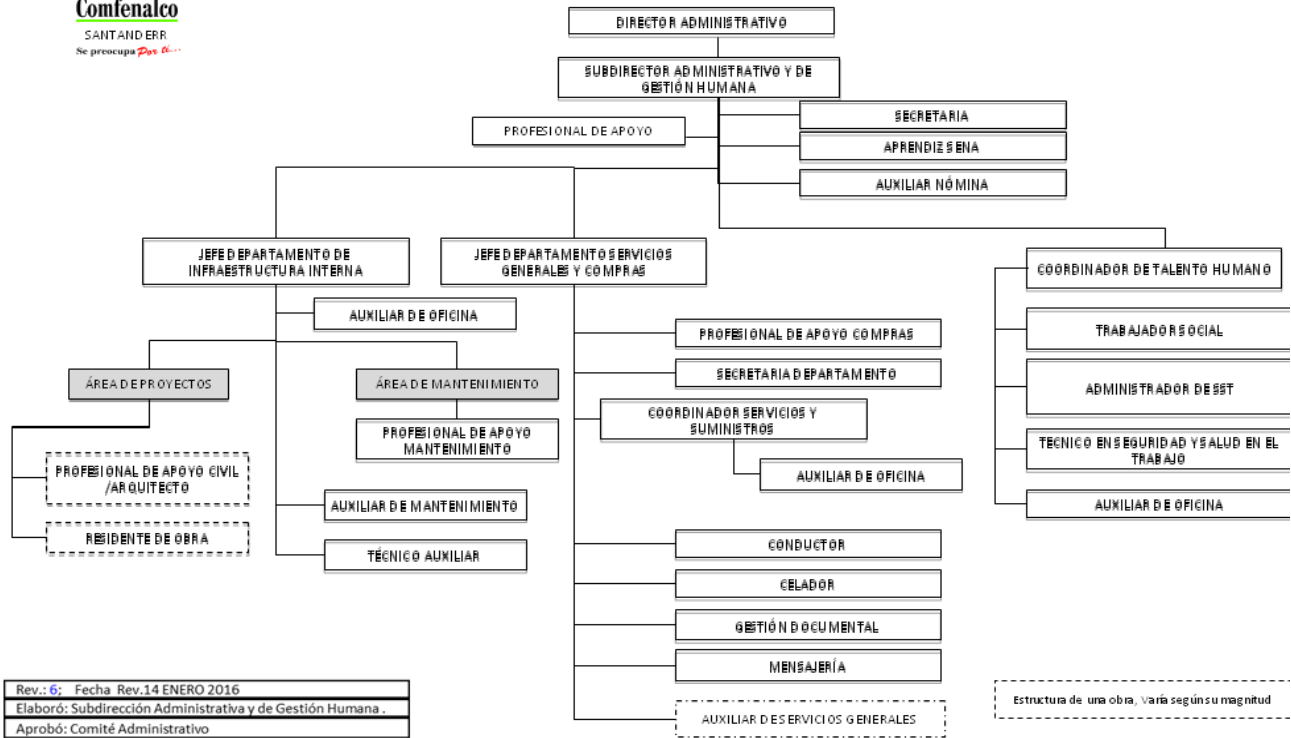 Comfenalco
SANTANDERR
Se preocupa Por ti...
DIRECTOR ADMINISTRATIVO
SUBDIRECTOR ADMINISTRATIVO Y DE
GESTIÓN HUMANA
PROFESIONAL DE APOYO
SECRETARIA
APRENDIZ SENA
AUXILIAR NÓMINA
JEFE DEPARTAMENTO DE
INFRAESTRUCTURA INTERNA
JEFE DEPARTAMENTO SERVICIOS
GENERALES Y COMPRAS
COORDINADOR DE TALENTO HUMANO
AUXILIAR DE OFICINA
PROFESIONAL DE APOYO COMPRAS
TRABAJADOR SOCIAL
ÁREA DE PROYECTOS
ÁREA DE MANTENIMIENTO
SECRETARIA DEPARTAMENTO
ADMINISTRADOR DE SST
PROFESIONAL DE APOYO
MANTENIMIENTO
COORDINADOR SERVICIOS Y
SUMINISTROS
TECNICO EN SEGURIDAD Y SALUD EN EL
TRABAJO
PROFESIONAL DE APOYO CIVIL
/ARQUITECTO
AUXILIAR DE OFICINA
AUXILIAR DE MANTENIMIENTO
AUXILIAR DE OFICINA
RESIDENTE DE OBRA
TÉCNICO AUXILIAR
CONDUCTOR
CELADOR
GESTIÓN DOCUMENTAL
MENSAJERÍA
AUXILIAR DE SERVICIOS GENERALES
Rev.: 6; Fecha Rev.14 ENERO 2016
Elaboró: Subdirección Administrativa y de Gestión Humana .
Aprobó: Comité Administrativo
Estructura de una obra, Varía según su magnitud